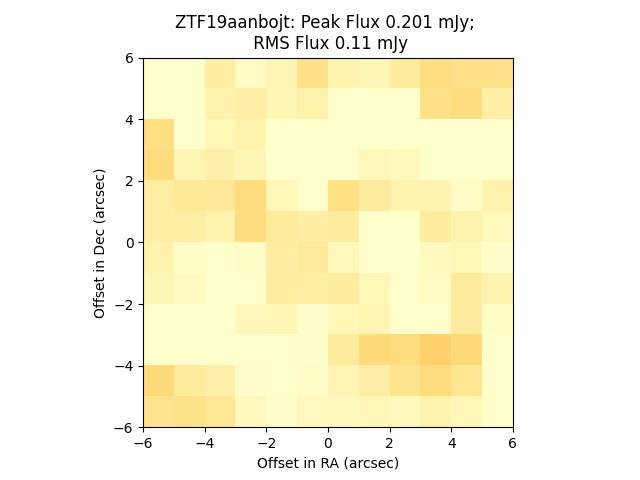 ZTF19aanbojt: Peak Flux 0.201 mJy;
RMS Flux 0.11 mJy
6
4
2
0
−2
−4
−6
Offset in Dec (arcsec)
−6 −4 −2 0 2 4 6
Offset in RA (arcsec)